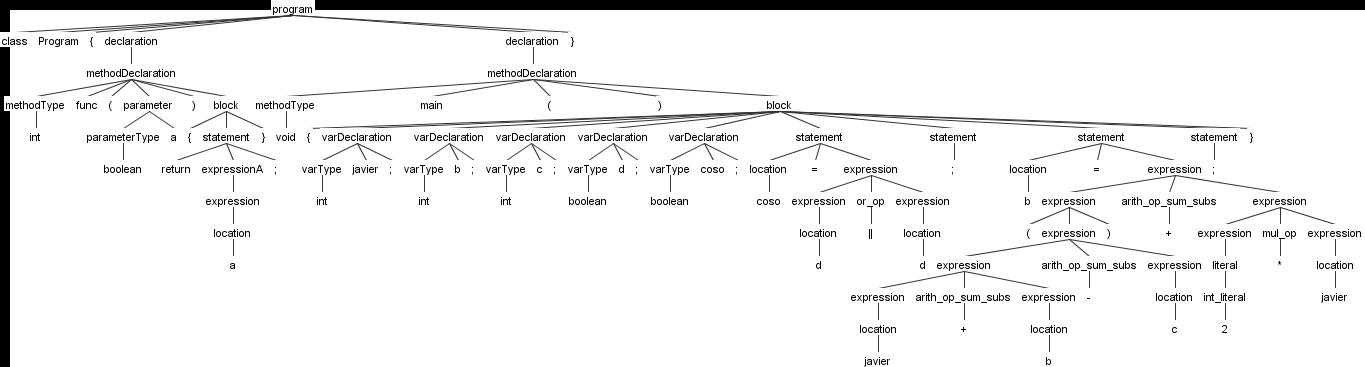 program
class Program { declaration declaration }
methodDeclaration methodDeclaration
methodType func ( parameter ) block methodType main ( ) block
int parameterType a { statement } void { varDeclaration varDeclaration varDeclaration varDeclaration varDeclaration statement statement statement statement }
boolean return expressionA ; varType javier ; varType b ; varType c ; varType d ; varType coso ; location = expression ; location = expression ;
expression int int int boolean boolean coso expression or_op expression b expression arith_op_sum_subs expression
location location || location ( expression ) + expression mul_op expression
a d d expression arith_op_sum_subs expression literal * location
expression arith_op_sum_subs expression - location int_literal javier
location + location c 2
javier b